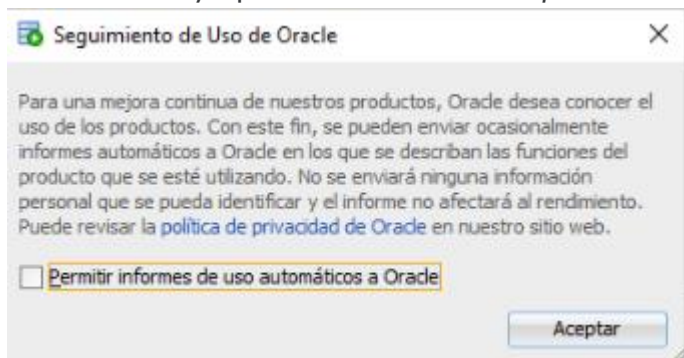 Seguimiento de Uso de Oracle
Para una mejora continua de nuestros productos, Oracle desea conocer el
uso de los productos. Con este fin, se pueden enviar ocasionalmente
informes automáticos a Oracle en los que se describan las funciones del
producto que se esté utilizando. No se enviará ninguna información
personal que se pueda identificar y el informe no afectará al rendimiento.
Puede revisar la política de privacidad de Oracle en nuestro sitio web.
Permitir informes de uso automáticos a Oracle
Aceptar